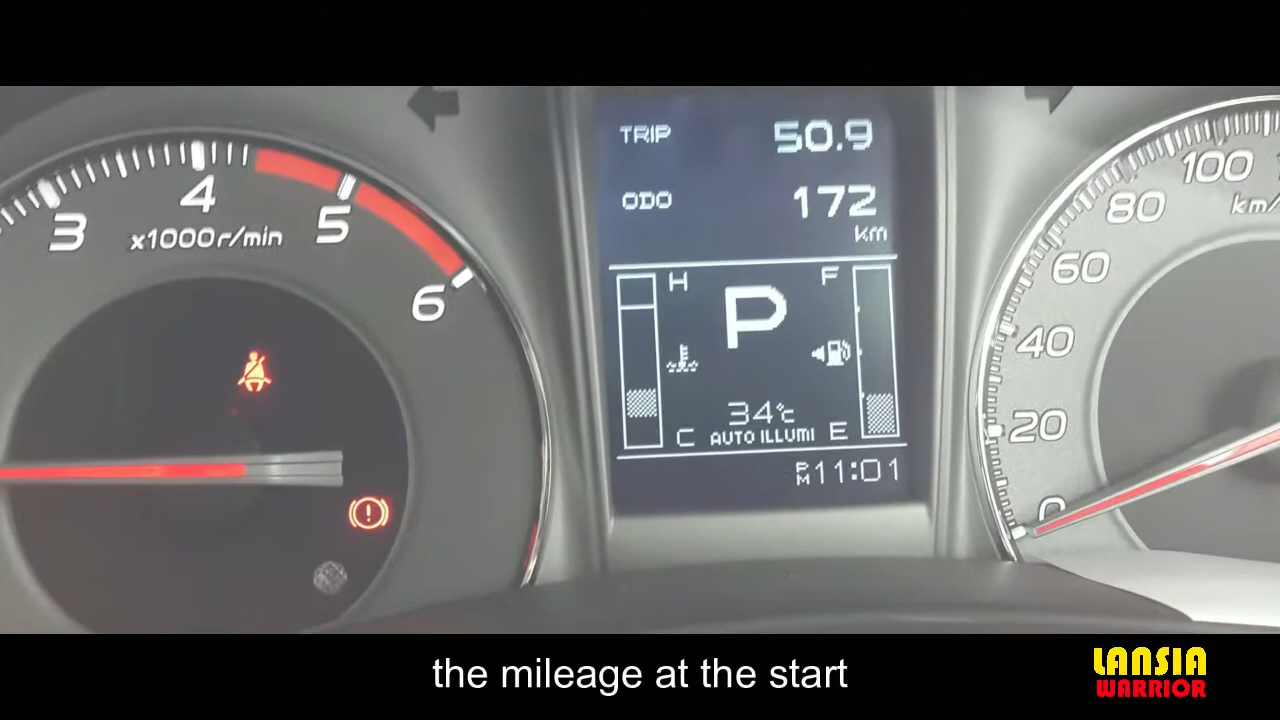 TRIP 50.9
ODO 172
km
3 4 5 6
x1000r/min
H F
P
34°C
C AUTO ILLUMI E
PM 11:01
0 20 40 60 80 100
km/
the mileage at the start
LANSIA
WARRIOR